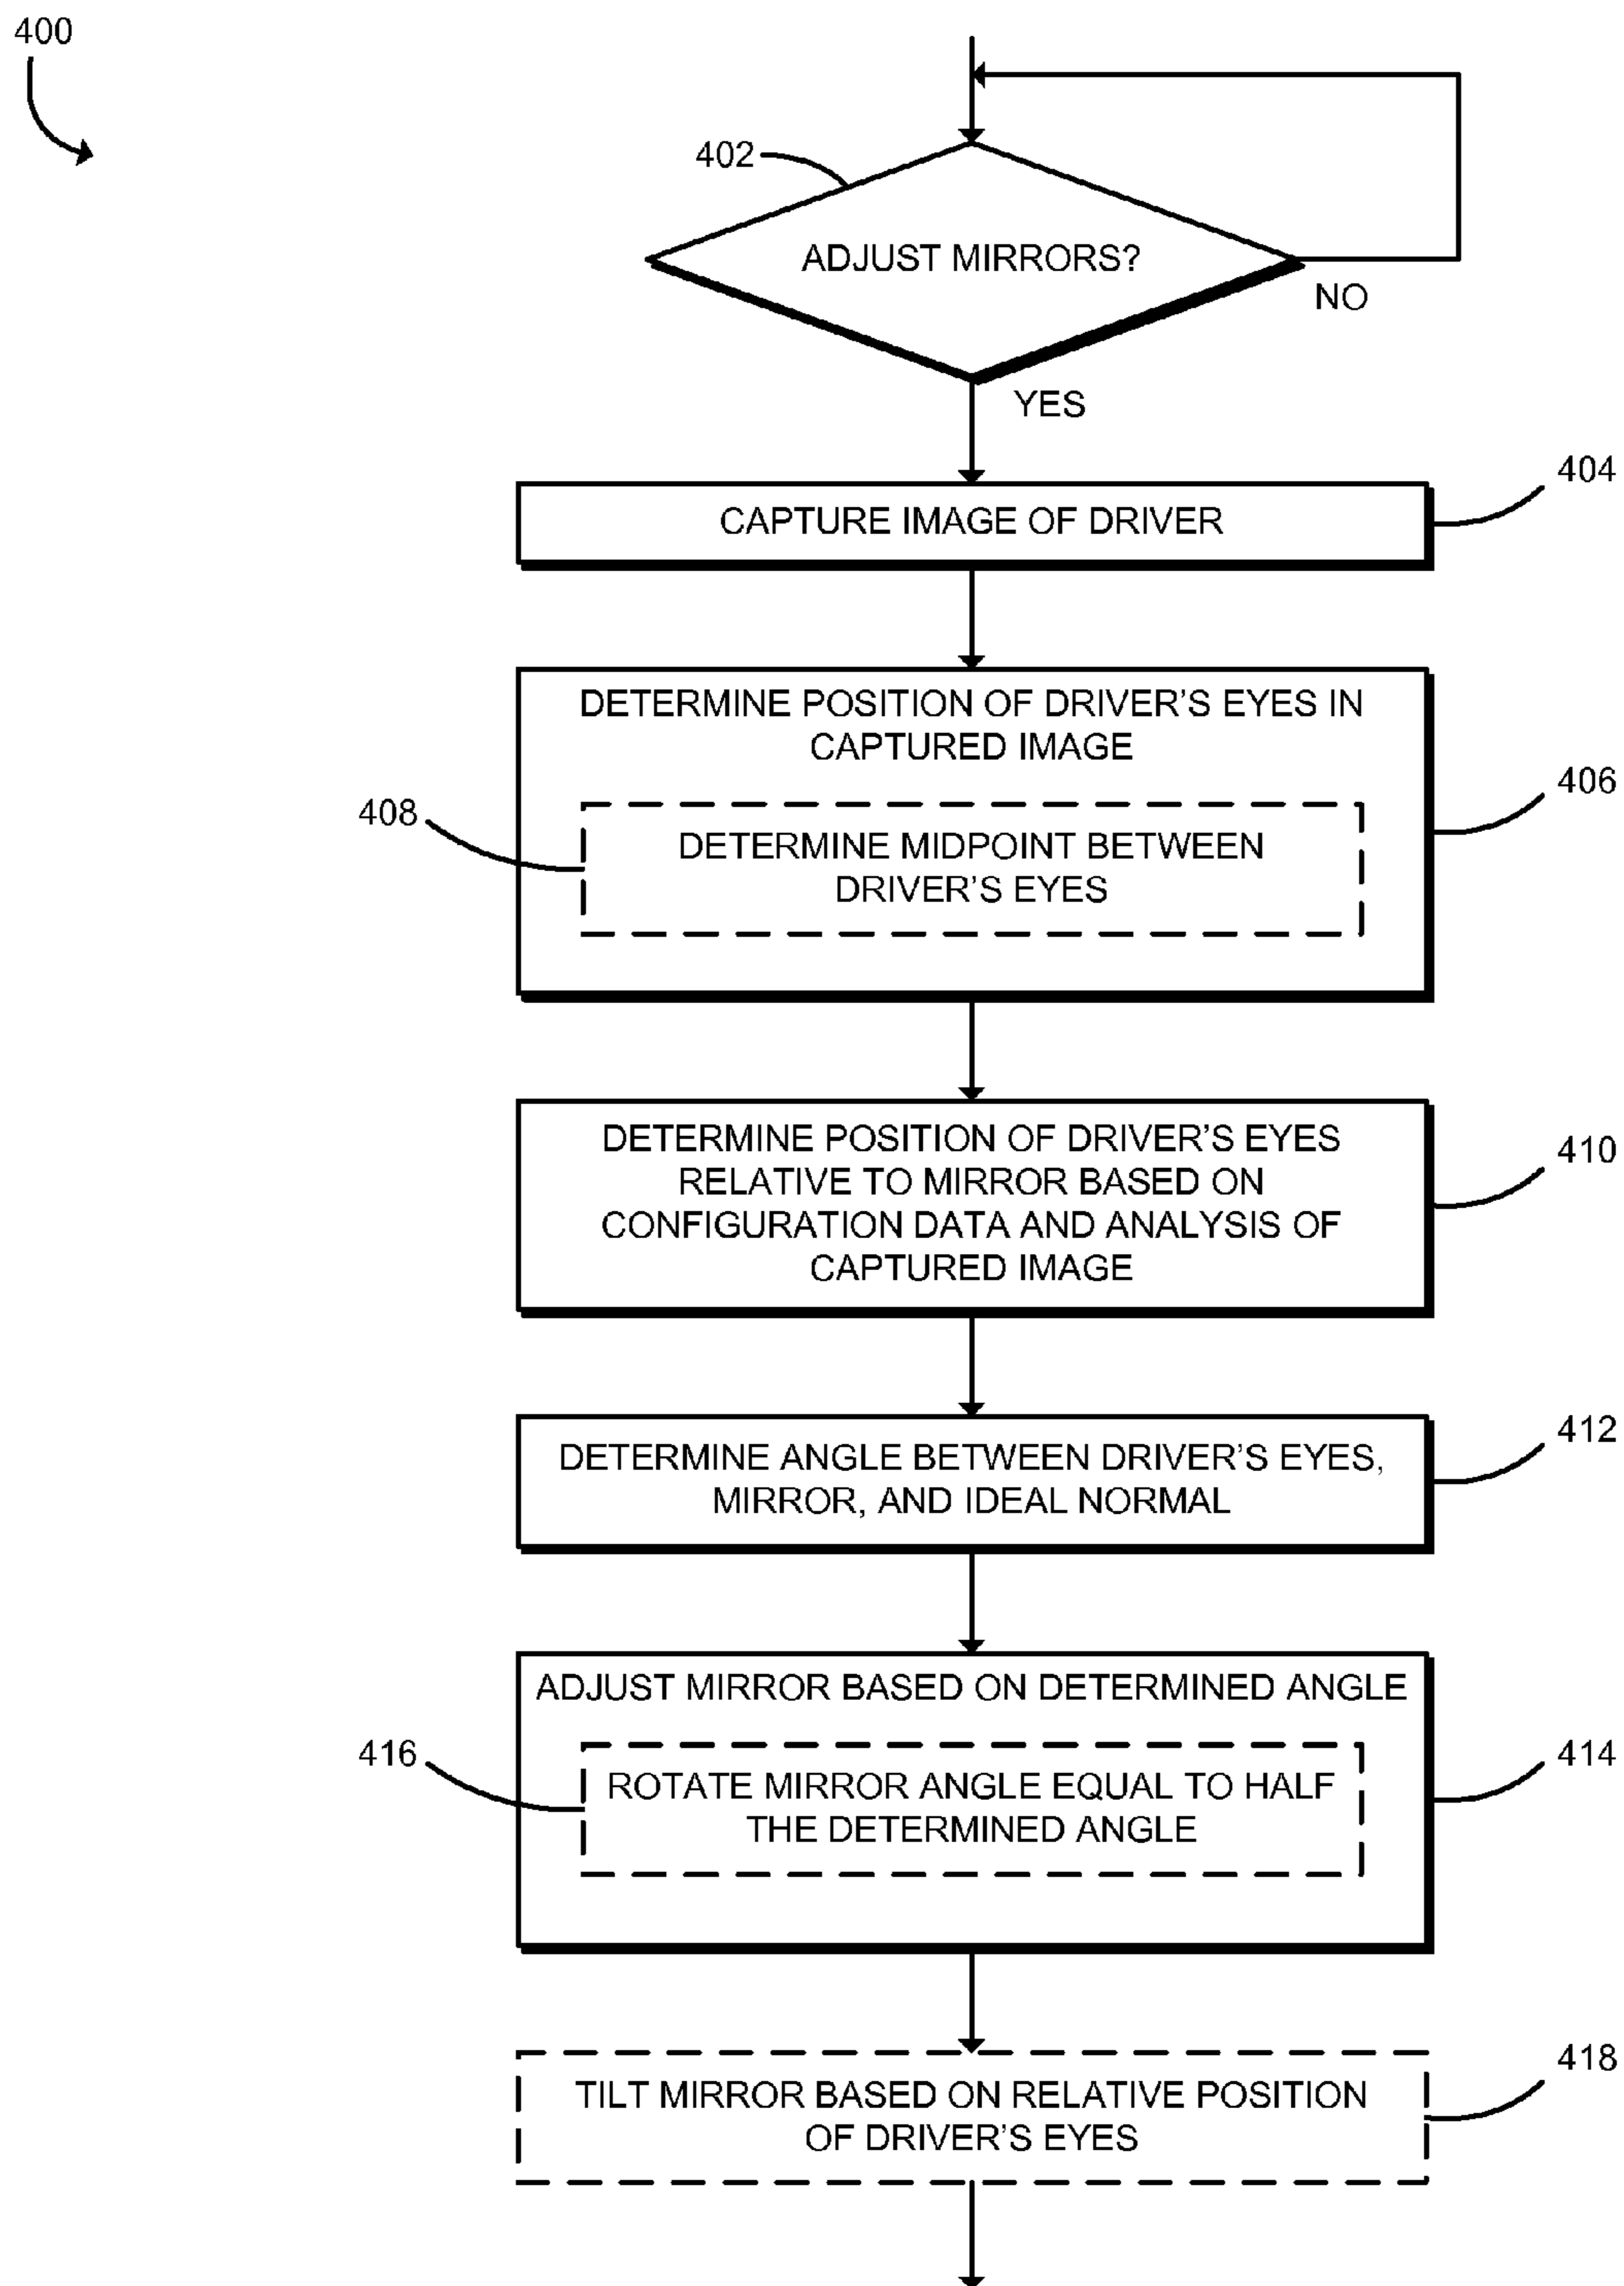 400
402
ADJUST MIRRORS?
NO
YES
404
CAPTURE IMAGE OF DRIVER
DETERMINE POSITION OF DRIVER'S EYES IN
CAPTURED IMAGE
406
408
DETERMINE MIDPOINT BETWEEN
DRIVER'S EYES
DETERMINE POSITION OF DRIVER'S EYES
RELATIVE TO MIRROR BASED ON
CONFIGURATION DATA AND ANALYSIS OF
CAPTURED IMAGE
410
412
DETERMINE ANGLE BETWEEN DRIVER'S EYES,
MIRROR, AND IDEAL NORMAL
ADJUST MIRROR BASED ON DETERMINED ANGLE
416
414
ROTATE MIRROR ANGLE EQUAL TO HALF
THE DETERMINED ANGLE
418
TILT MIRROR BASED ON RELATIVE POSITION
OF DRIVER'S EYES